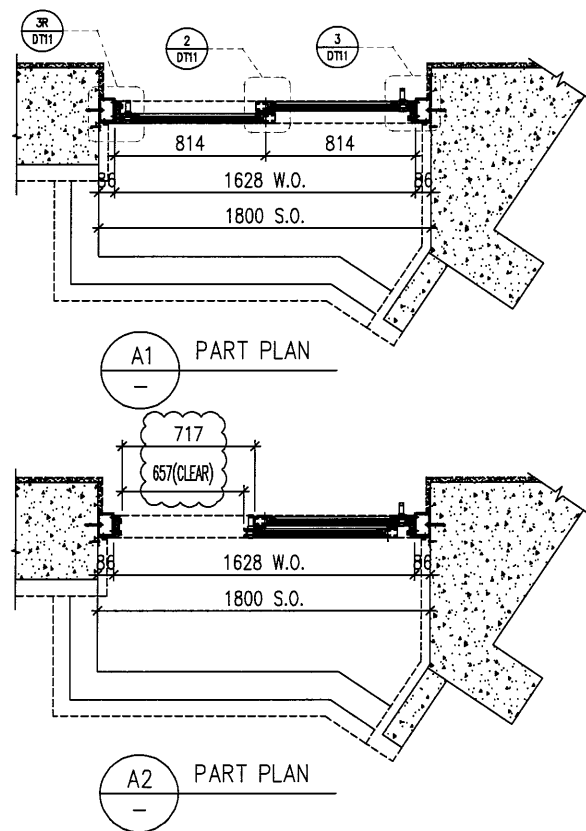 3R
DT11
2
DT11
3
DT11
814 814
86 1628 W.O. 86
1800 S.O.
A1 PART PLAN
–
717
657(CLEAR)
86 1628 W.O. 86
1800 S.O.
A2 PART PLAN
–